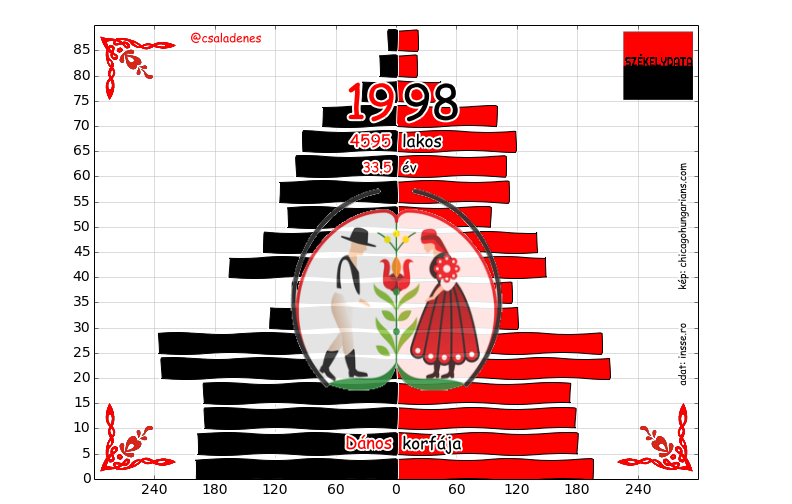 @csaladenes
SZÉKELYDATA
1998
4595 lakos
33.5 év
kép: chicagohungarians.com
adat: insse.ro
Dános korfája
85
80
75
70
65
60
55
50
45
40
35
30
25
20
15
10
5
0
240 180 120 60 0 60 120 180 240